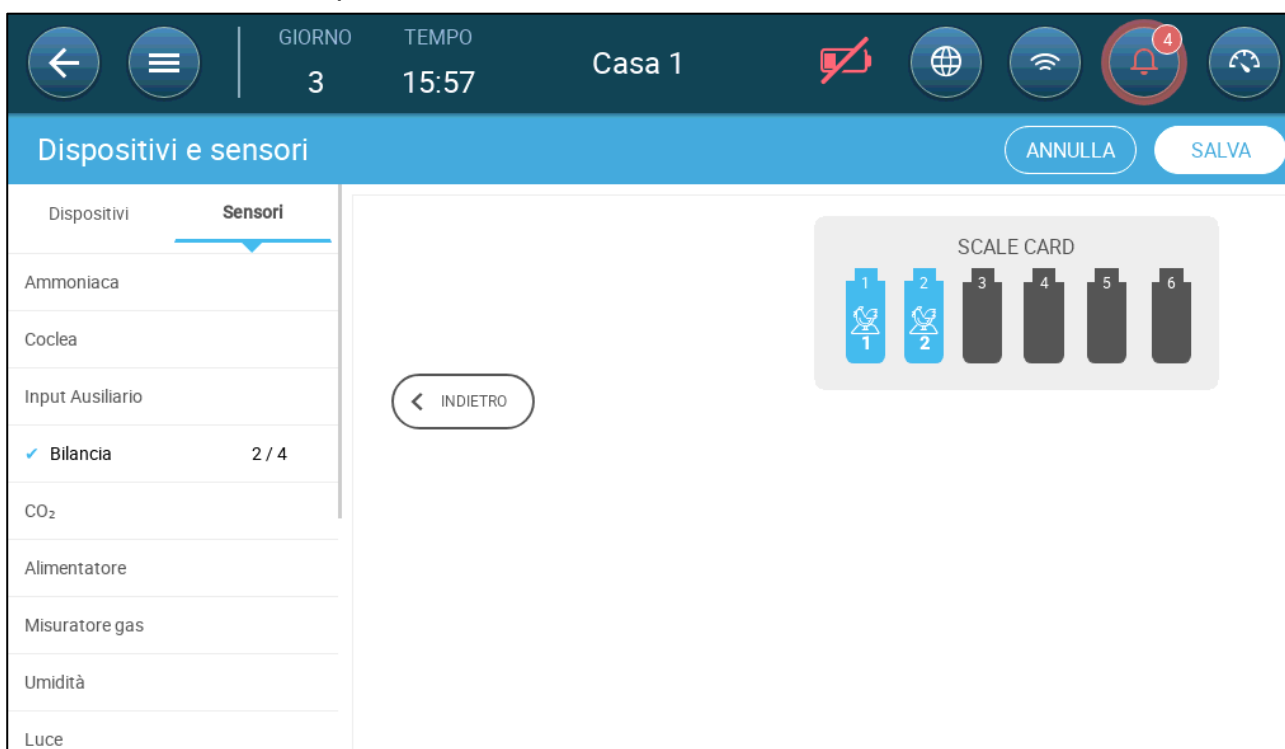 GIORNO
3
TEMPO
15:57
Casa 1
4
Dispositivi e sensori
ANNULLA
SALVA
Dispositivi
Sensori
Ammoniaca
Coclea
Input Ausiliario
✔ Bilancia 2 / 4
CO₂
Alimentatore
Misuratore gas
Umidità
Luce
INDIETRO
SCALE CARD
1 2 3 4 5 6
1 2